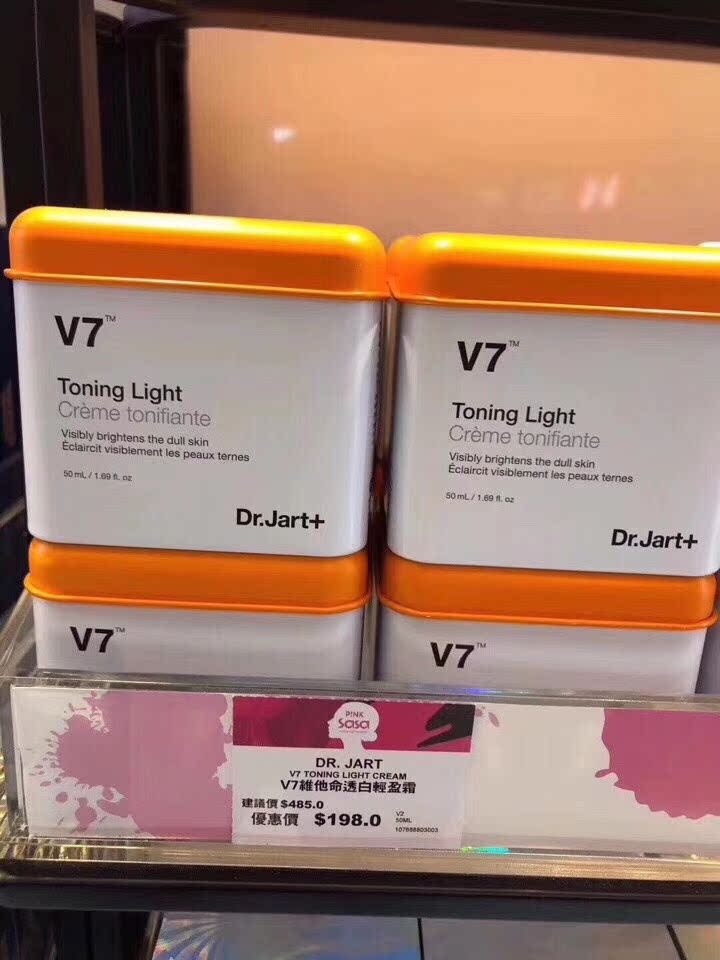 V7™
Toning Light
Crème tonifiante
Visibly brightens the dull skin
Éclaircit visiblement les peaux ternes
50 mL / 1.69 fl. oz
Dr.Jart+
V7™
Toning Light
Crème tonifiante
Visibly brightens the dull skin
Éclaircit visiblement les peaux ternes
50 mL / 1.69 fl. oz
Dr.Jart+
V7™
V7™
P!NK
sasa
DR. JART
V7 TONING LIGHT CREAM
V7維他命透白輕盈霜
建議價 $485.0
優惠價 $198.0
V2
50ML
107688803003